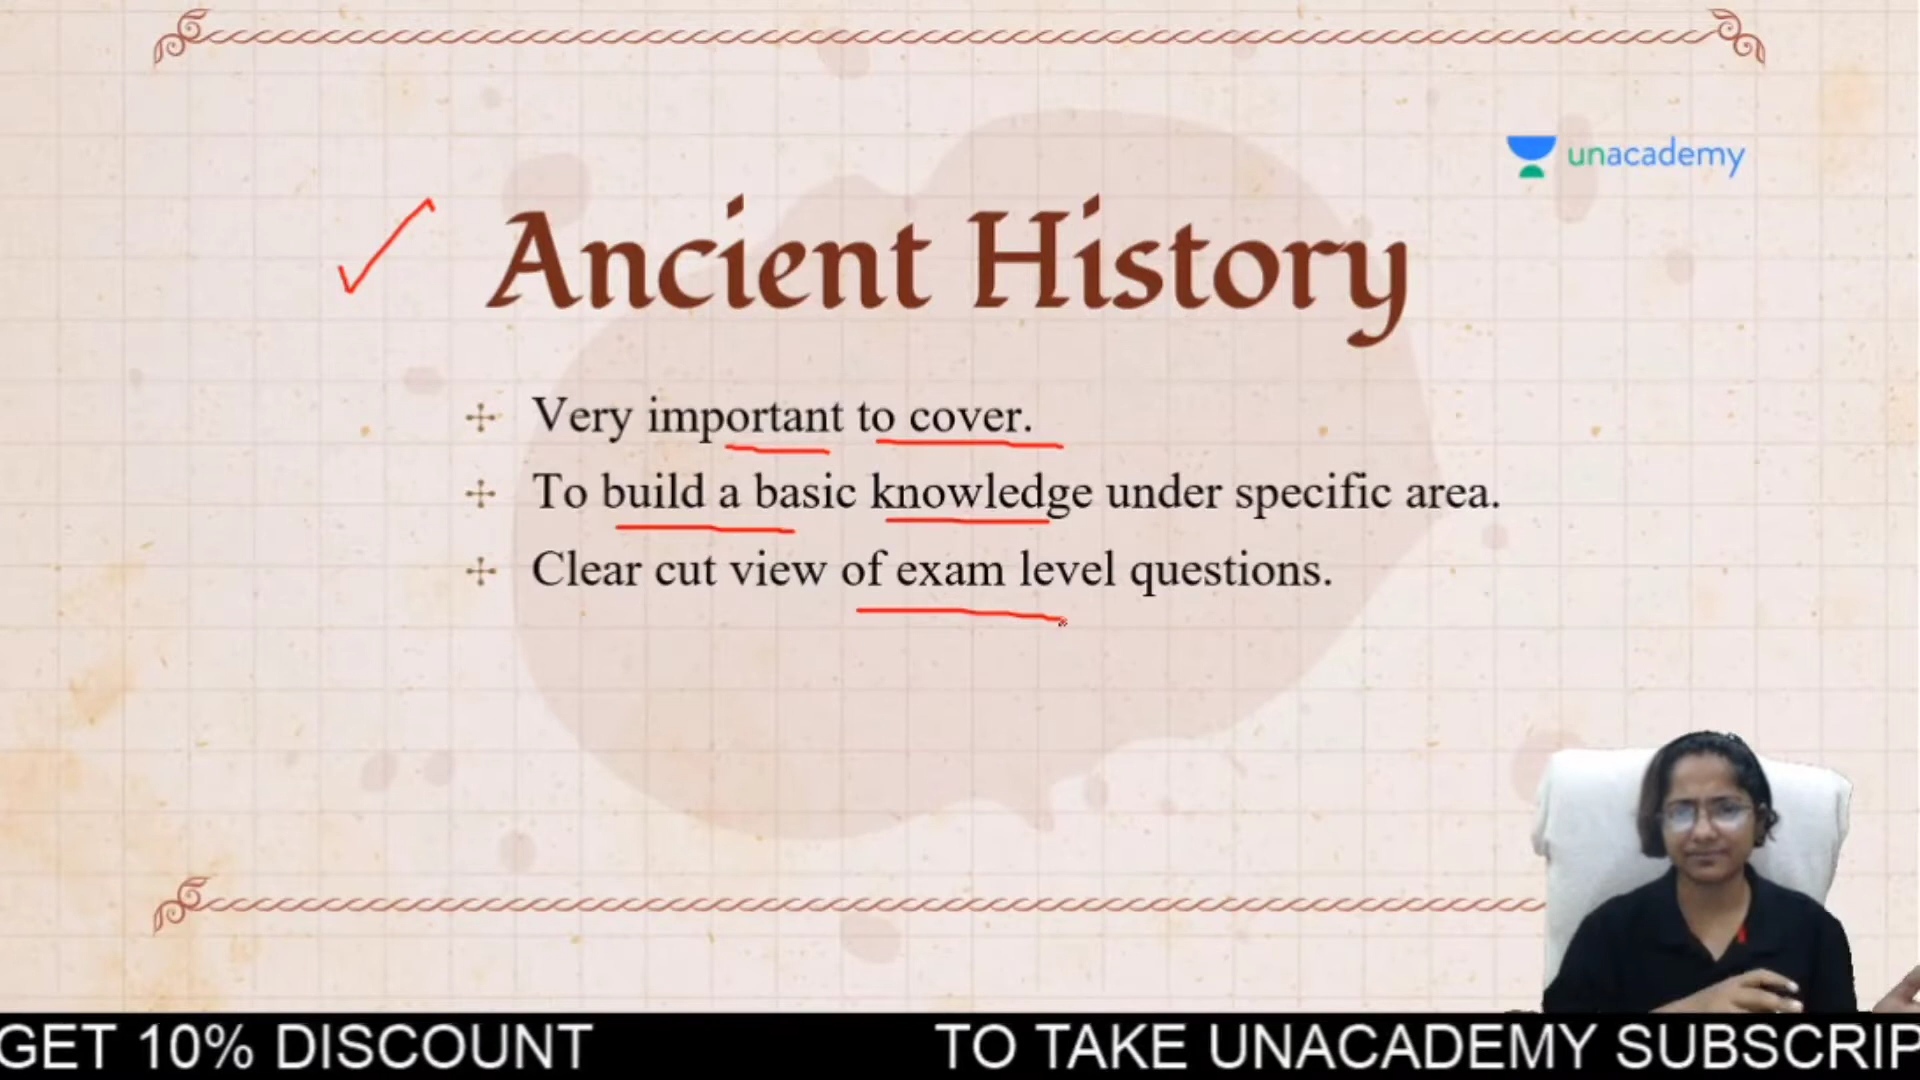 unacademy
Ancient History
Very important to cover.
To build a basic knowledge under specific area.
Clear cut view of exam level questions.
GET 10% DISCOUNT TO TAKE UNACADEMY SUBSCRIP